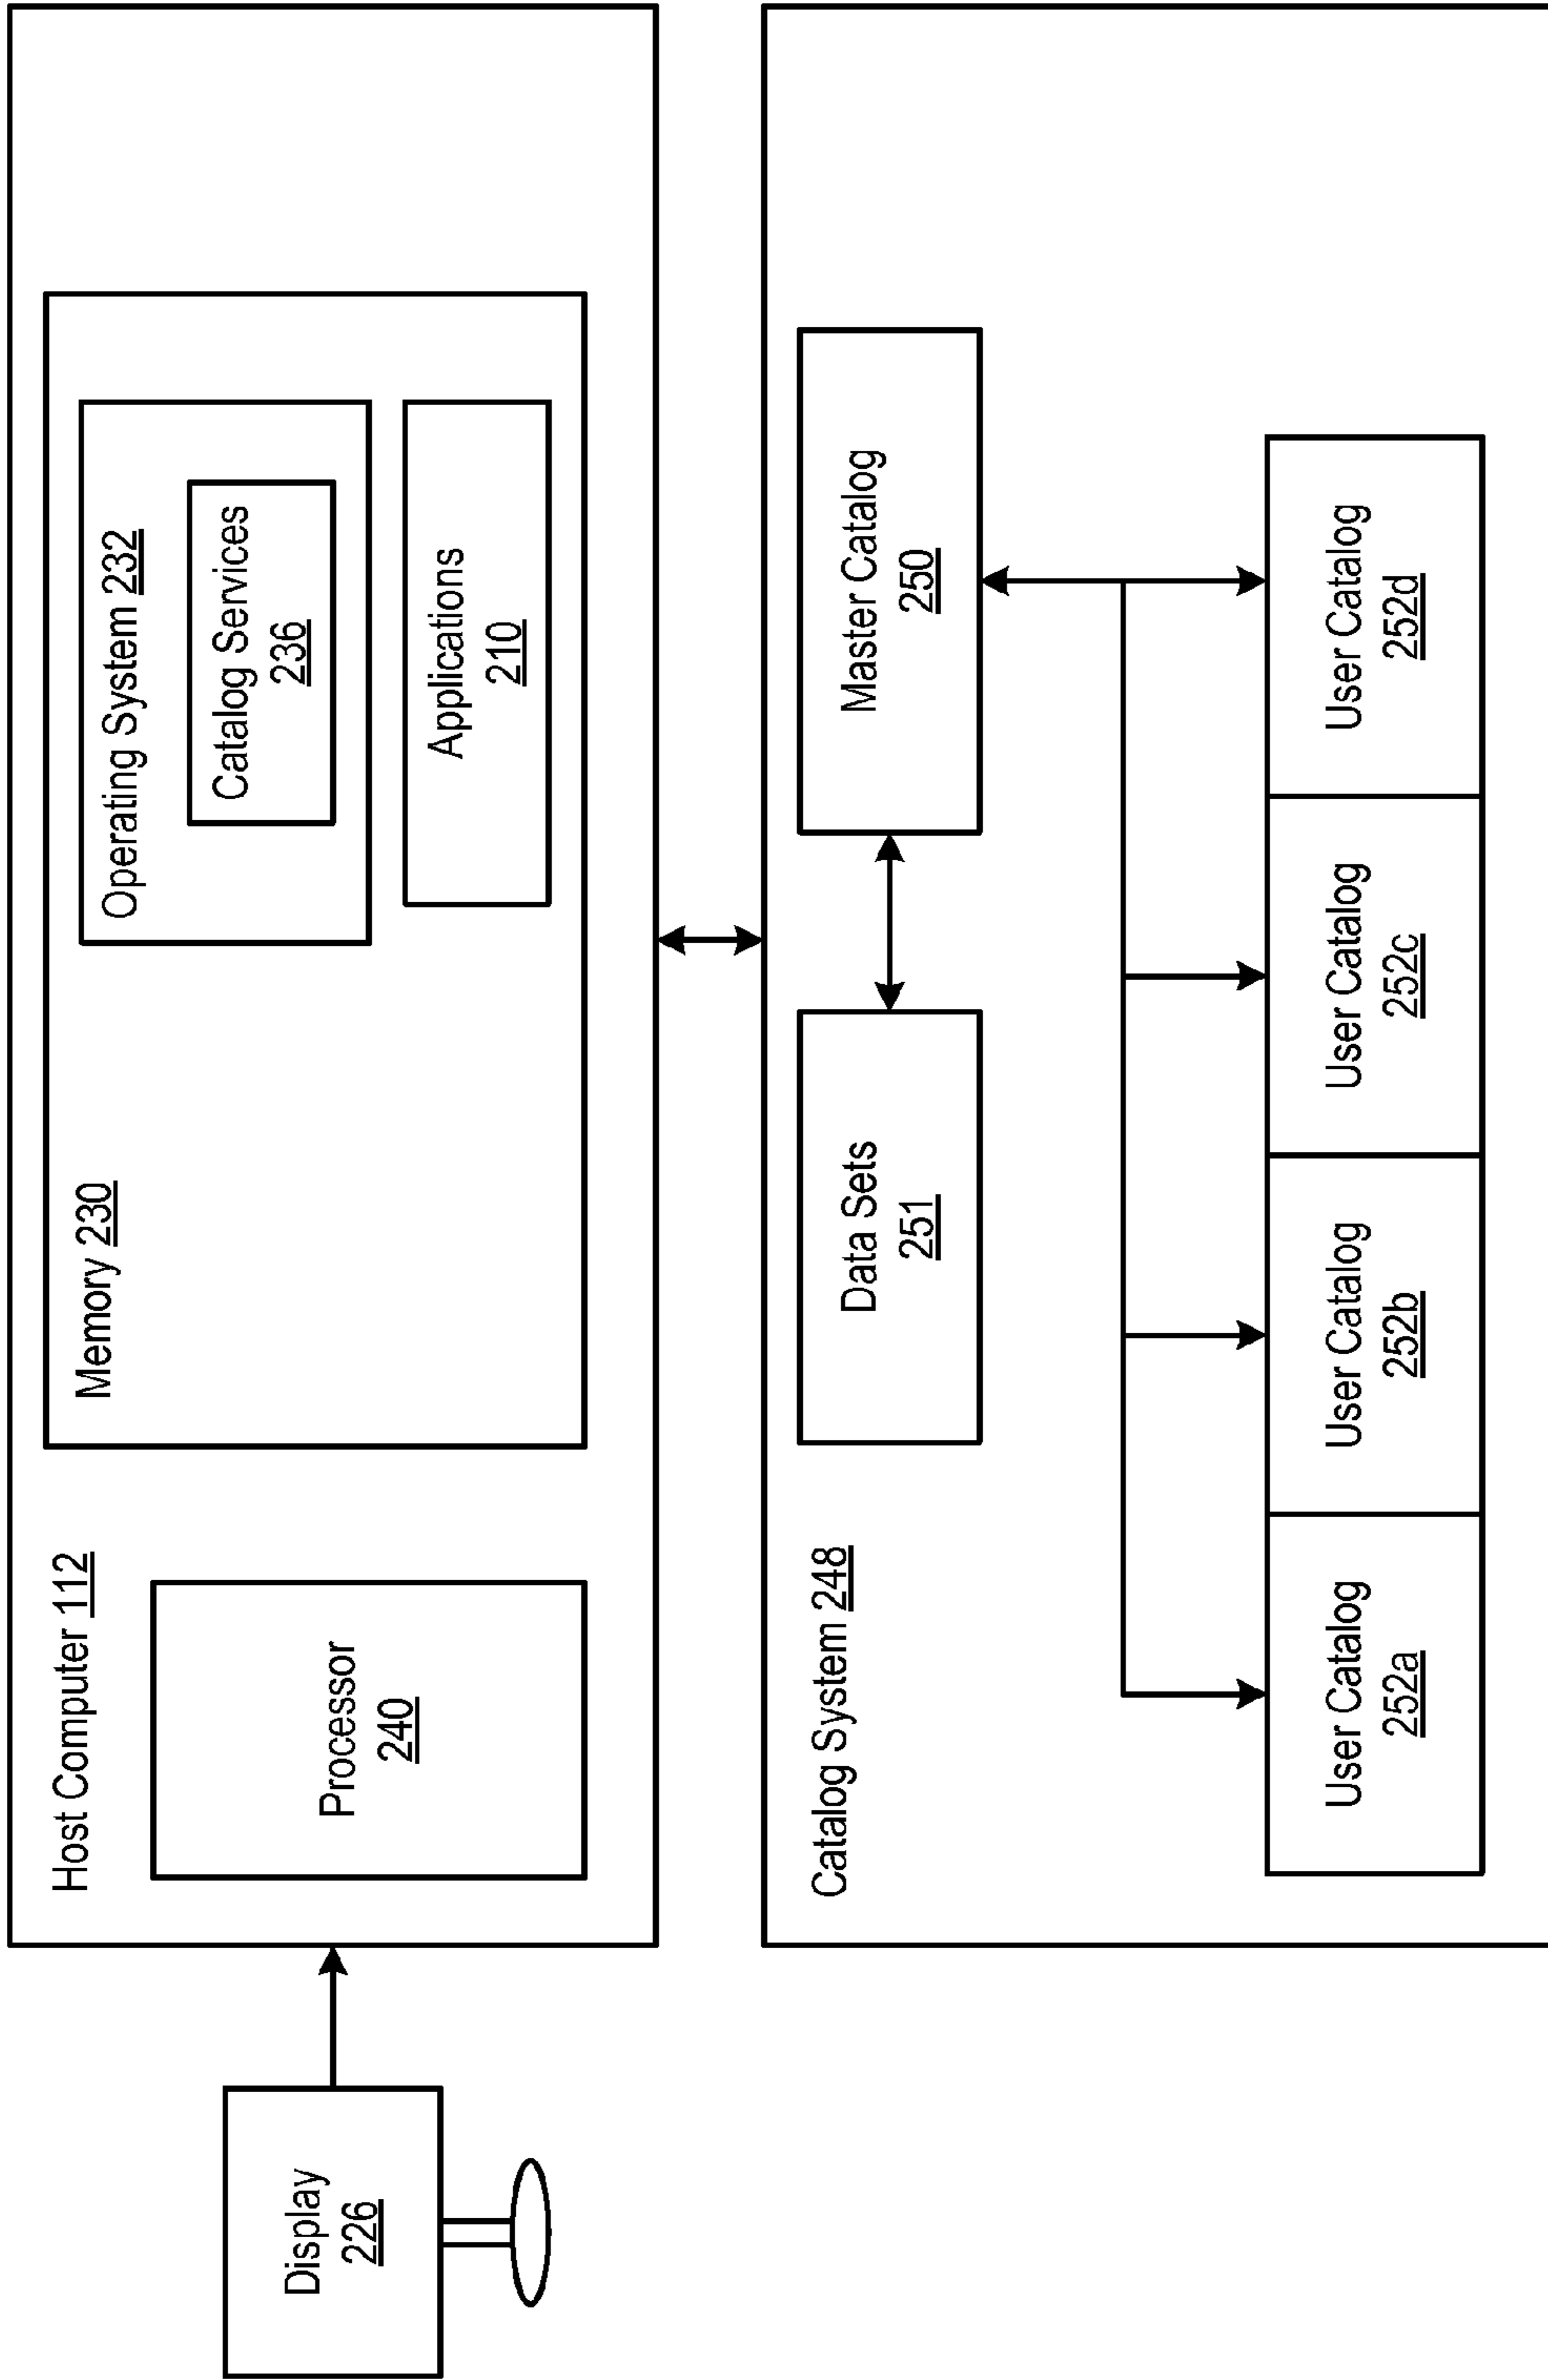 Host Computer 112
Memory 230
Operating System 232
Catalog Services
236
Applications
210
Processor
240
Display
226
Catalog System 248
Data Sets
251
Master Catalog
250
User Catalog
252a
User Catalog
252b
User Catalog
252c
User Catalog
252d